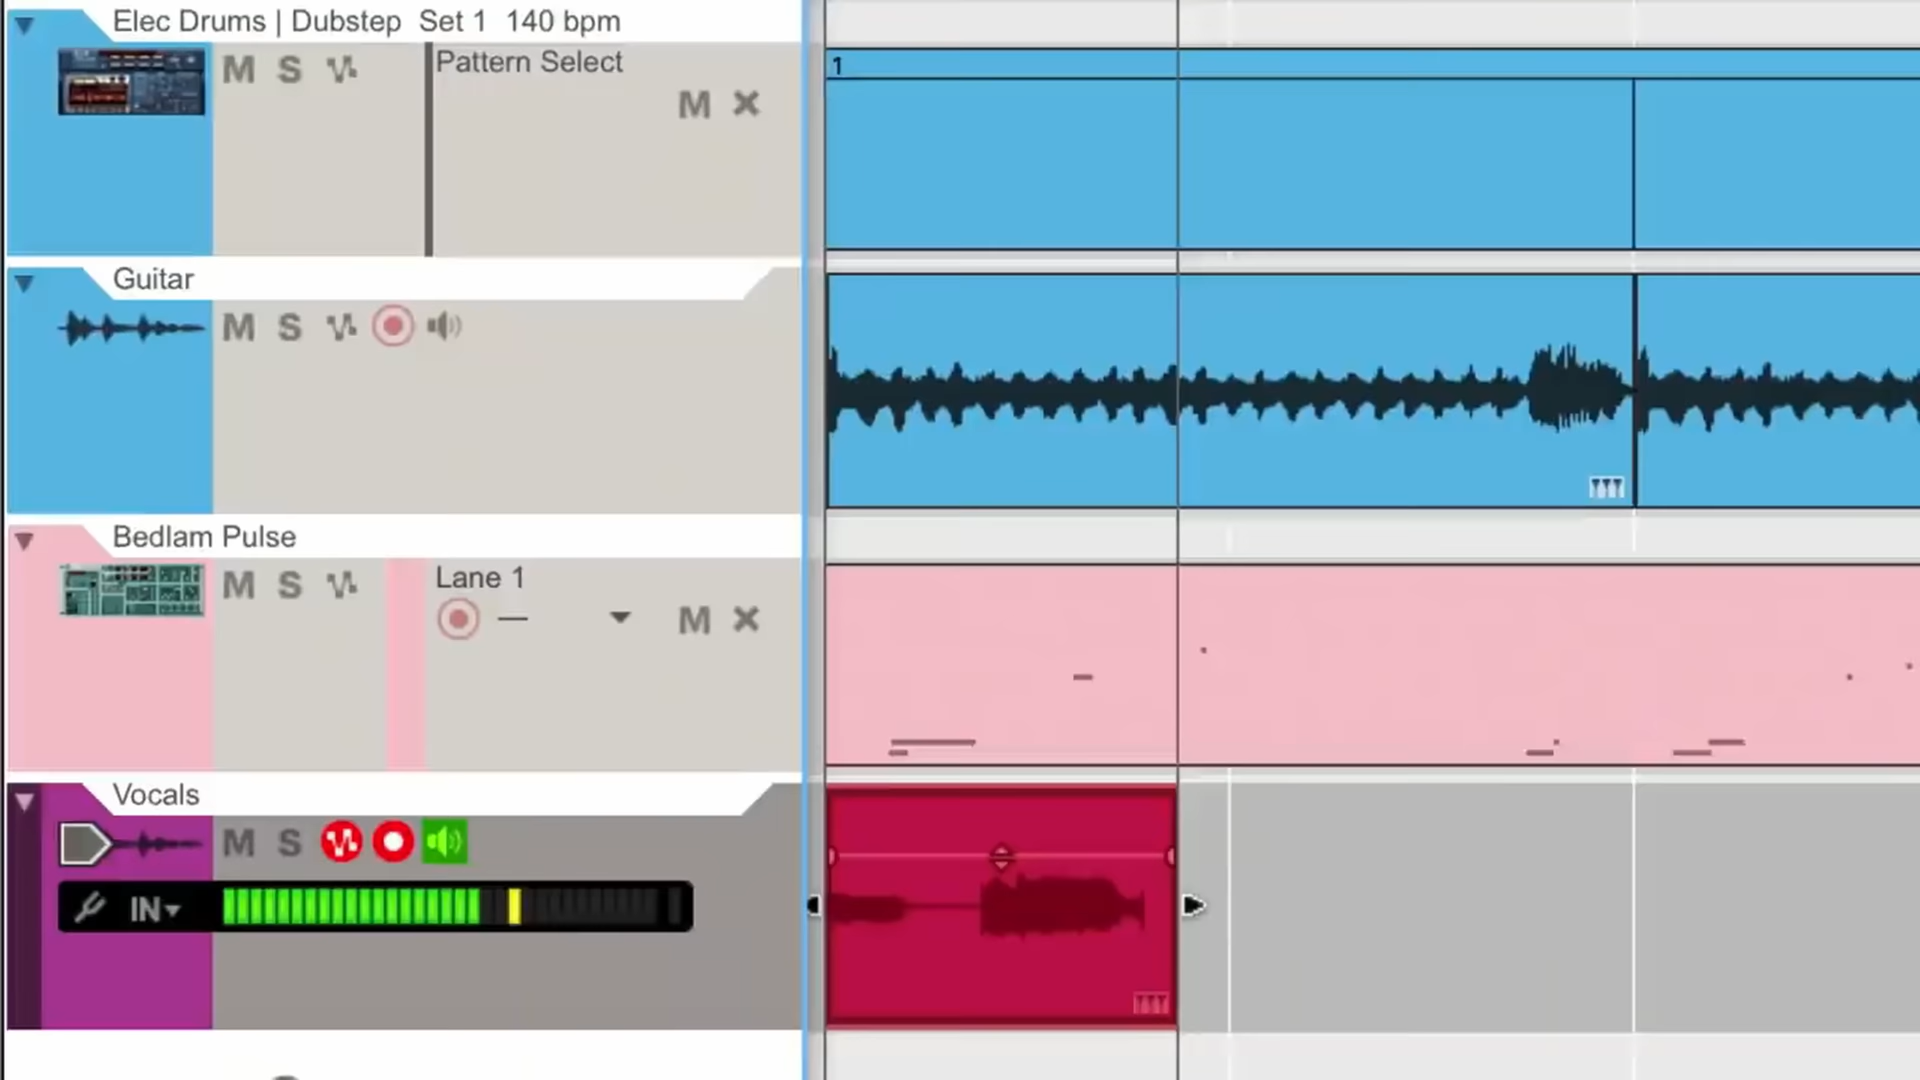 Elec Drums | Dubstep Set 1 140 bpm
M S
Pattern Select
M
1
Guitar
M S
Bedlam Pulse
M S
Lane 1
M
Vocals
M S
IN